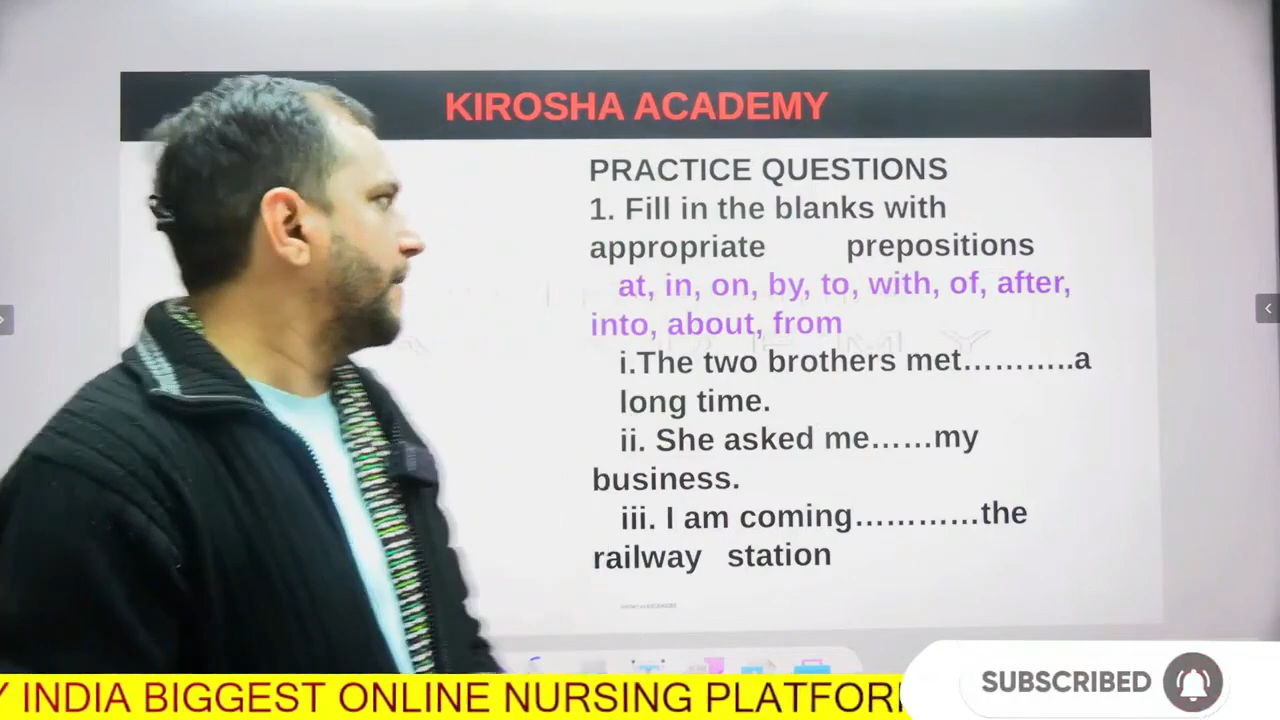 KIROSHA ACADEMY
PRACTICE QUESTIONS
1. Fill in the blanks with
appropriate prepositions
at, in, on, by, to, with, of, after,
into, about, from
i.The two brothers met………..a
long time.
ii. She asked me……my
business.
iii. I am coming…………the
railway station
SUBSCRIBED
INDIA BIGGEST ONLINE NURSING